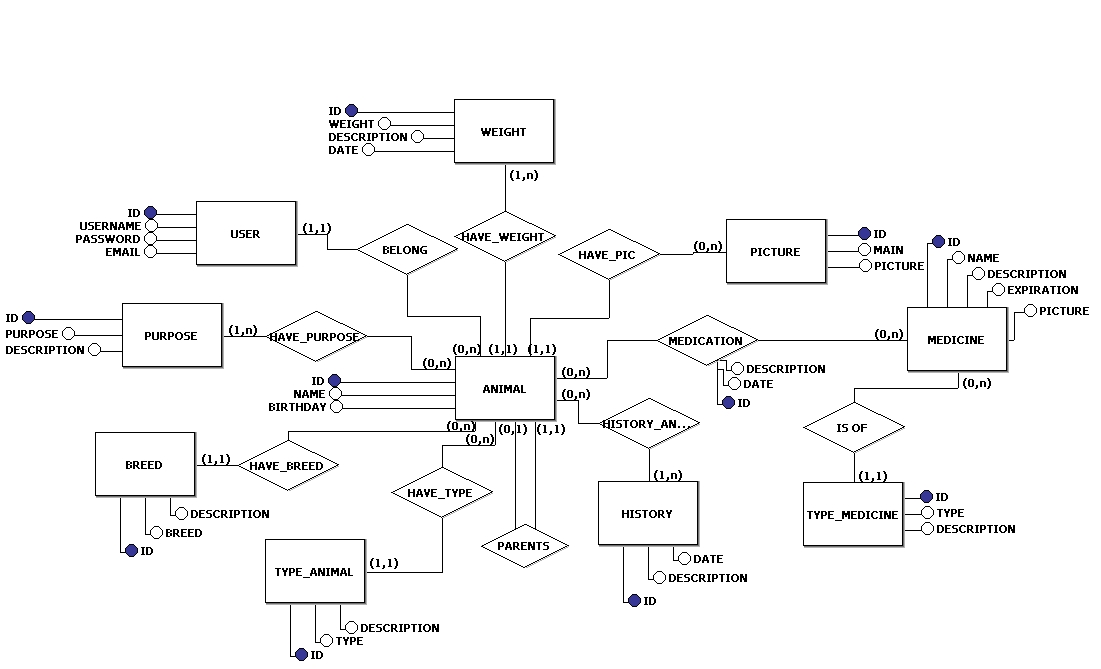 ID
WEIGHT
DESCRIPTION
DATE
WEIGHT
(1,n)
ID
USERNAME
PASSWORD
EMAIL
USER
(1,1)
BELONG
HAVE_WEIGHT
HAVE_PIC
(0,n)
PICTURE
ID
MAIN
PICTURE
ID
NAME
DESCRIPTION
EXPIRATION
PICTURE
ID
PURPOSE
DESCRIPTION
PURPOSE
(1,n)
HAVE_PURPOSE
(0,n)
(0,n)
(1,1)
(1,1)
MEDICATION
(0,n)
MEDICINE
(0,n)
DESCRIPTION
DATE
ID
ID
NAME
BIRTHDAY
ANIMAL
(0,n)
(0,n)
(0,n)
(0,n)
(0,n)
(0,1)
(1,1)
HISTORY_AN...
IS OF
BREED
(1,1)
HAVE_BREED
DESCRIPTION
BREED
ID
HAVE_TYPE
(1,n)
HISTORY
DATE
DESCRIPTION
ID
(1,1)
TYPE_MEDICINE
ID
TYPE
DESCRIPTION
PARENTS
TYPE_ANIMAL
(1,1)
DESCRIPTION
TYPE
ID